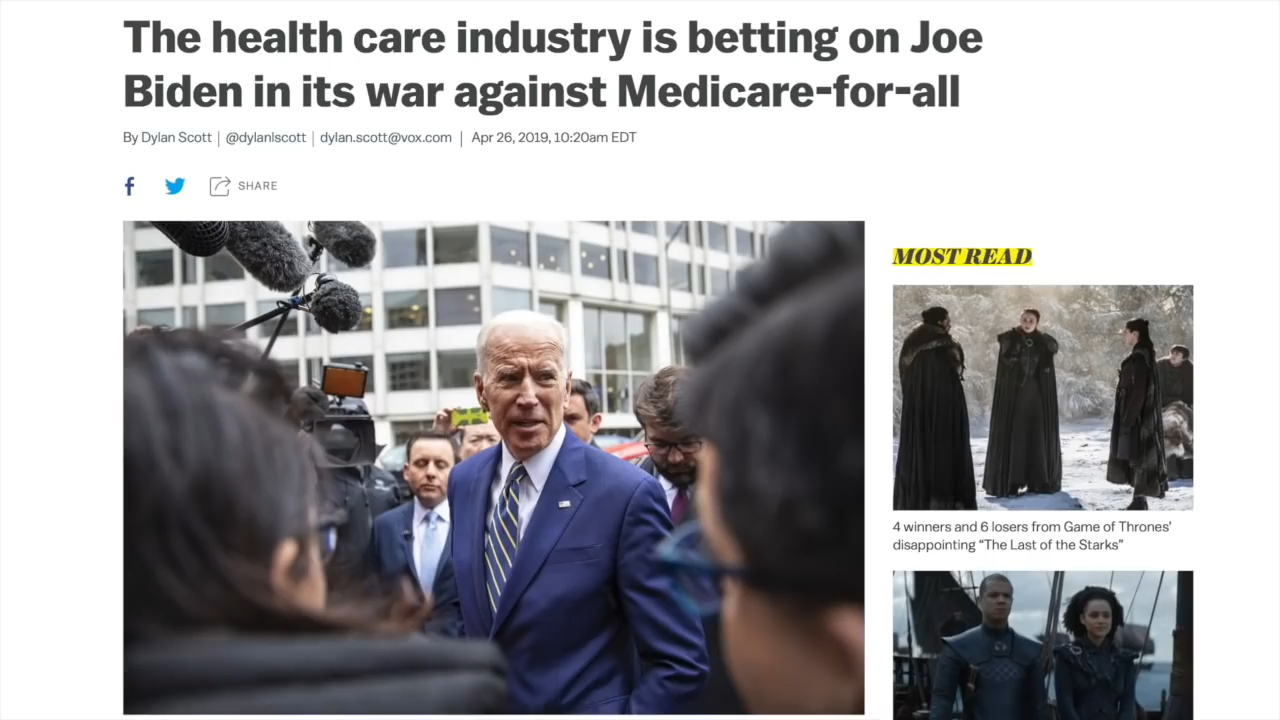 The health care industry is betting on Joe
Biden in its war against Medicare-for-all
By Dylan Scott | @dylanlscott | dylan.scott@vox.com | Apr 26, 2019, 10:20am EDT
SHARE
MOST READ
4 winners and 6 losers from Game of Thrones'
disappointing “The Last of the Starks”